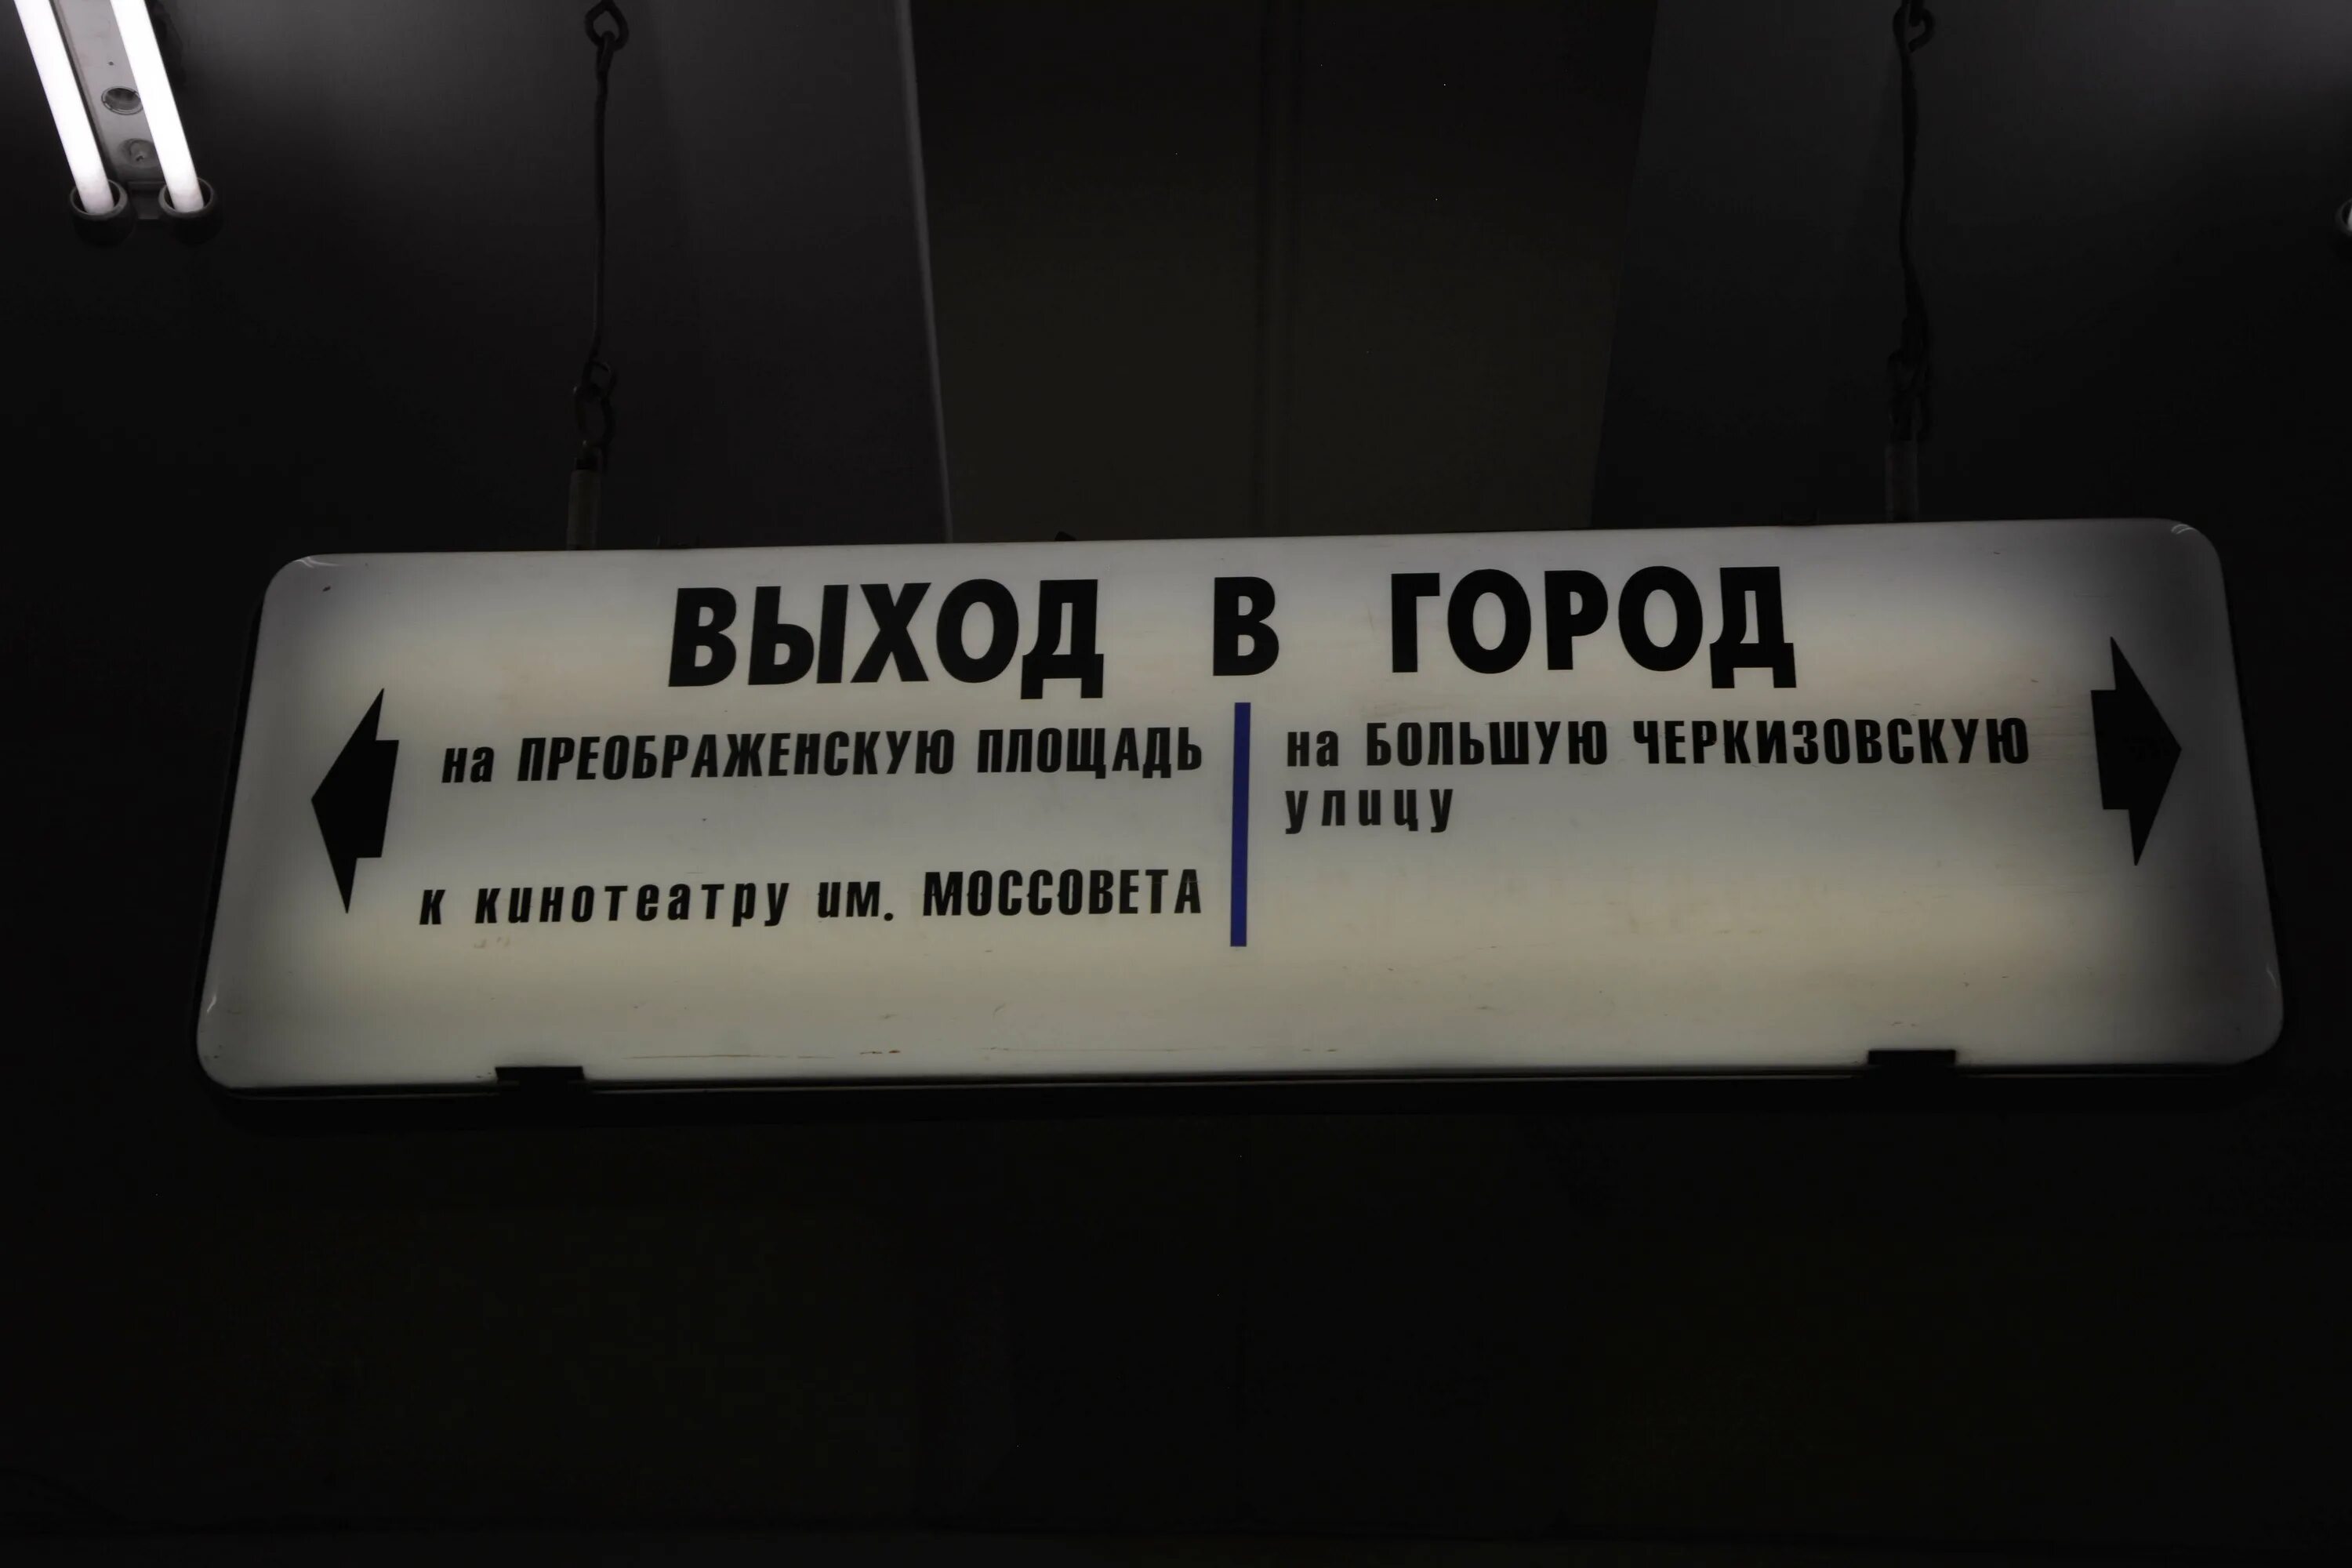 ВЫХОД В ГОРОД
на ПРЕОБРАЖЕНСКУЮ ПЛОЩАДЬ
к кинотеатру им. МОССОВЕТА
на БОЛЬШУЮ ЧЕРКИЗОВСКУЮ
улицу